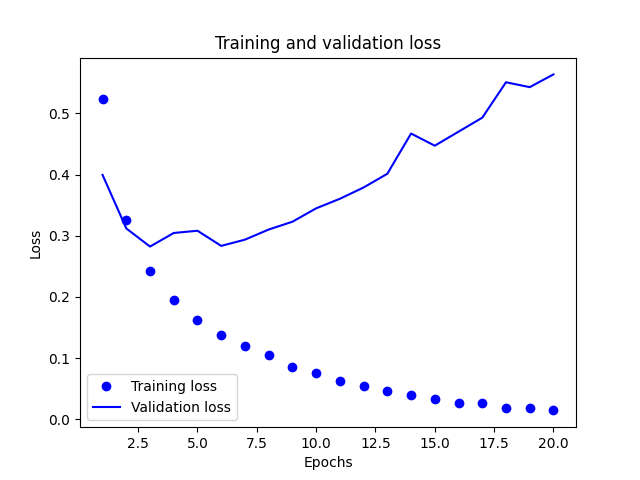 Training and validation loss
0.5
0.4
0.3
0.2
0.1
0.0
Loss
Training loss
Validation loss
2.5 5.0 7.5 10.0 12.5 15.0 17.5 20.0
Epochs